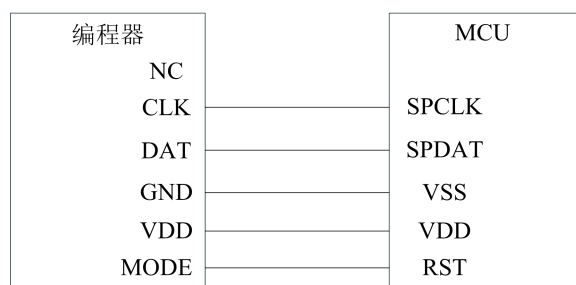 编程器 MCU
NC
CLK SPCLK
DAT SPDAT
GND VSS
VDD VDD
MODE RST